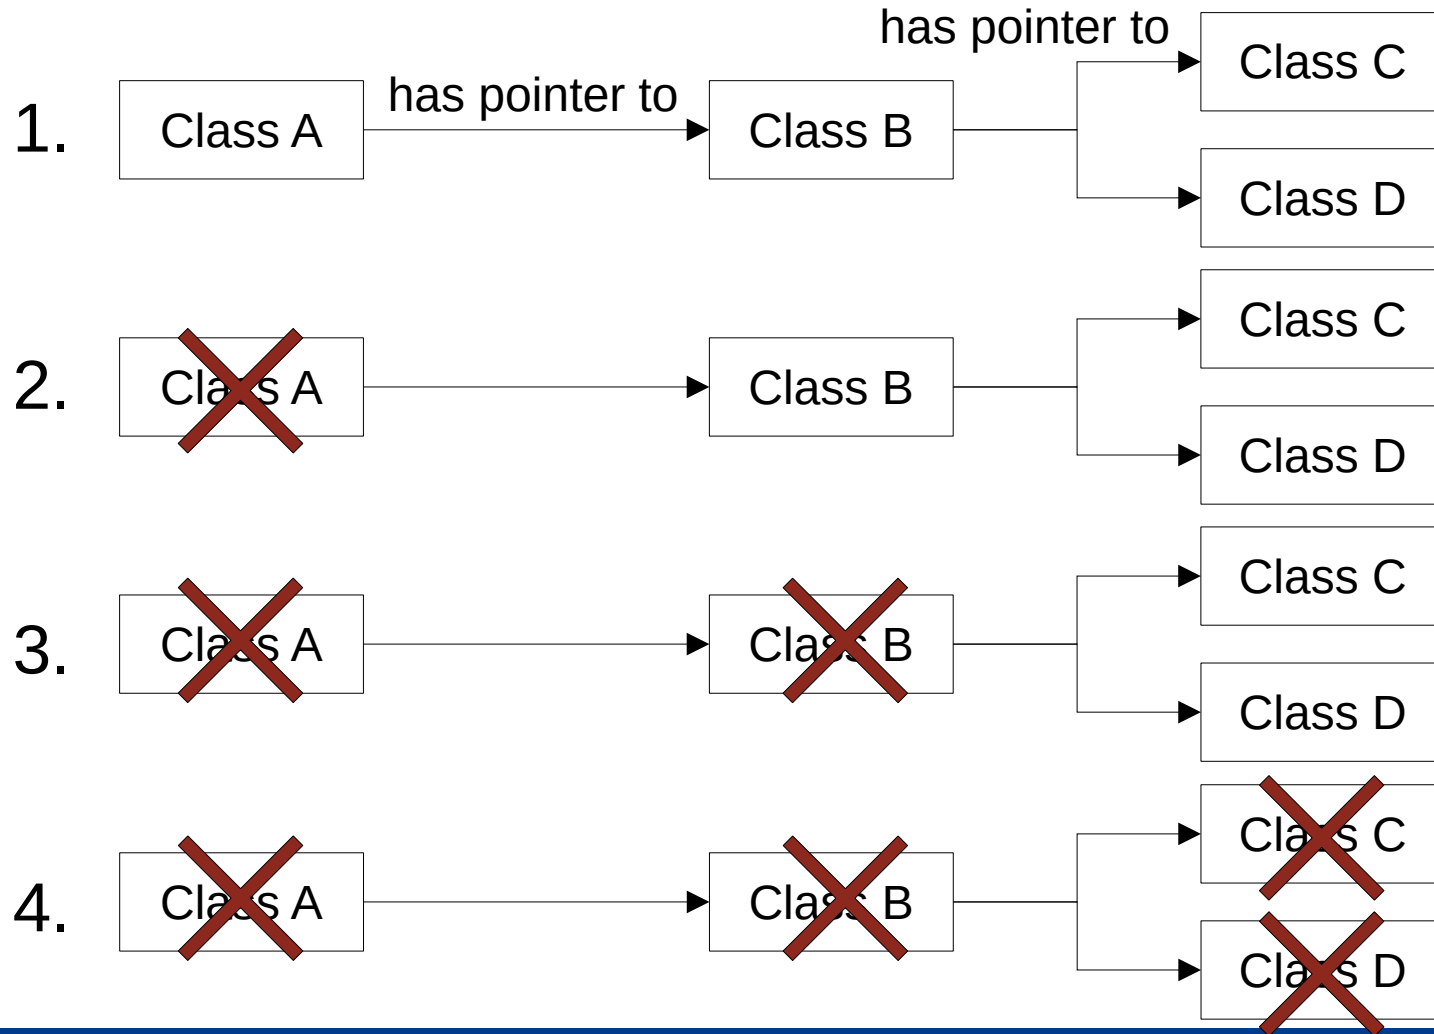 has pointer to
Class C
1.
Class A
has pointer to
Class B
Class D
2.
Class A
Class B
Class C
Class D
3.
Class A
Class B
Class C
Class D
4.
Class A
Class B
Class C
Class D